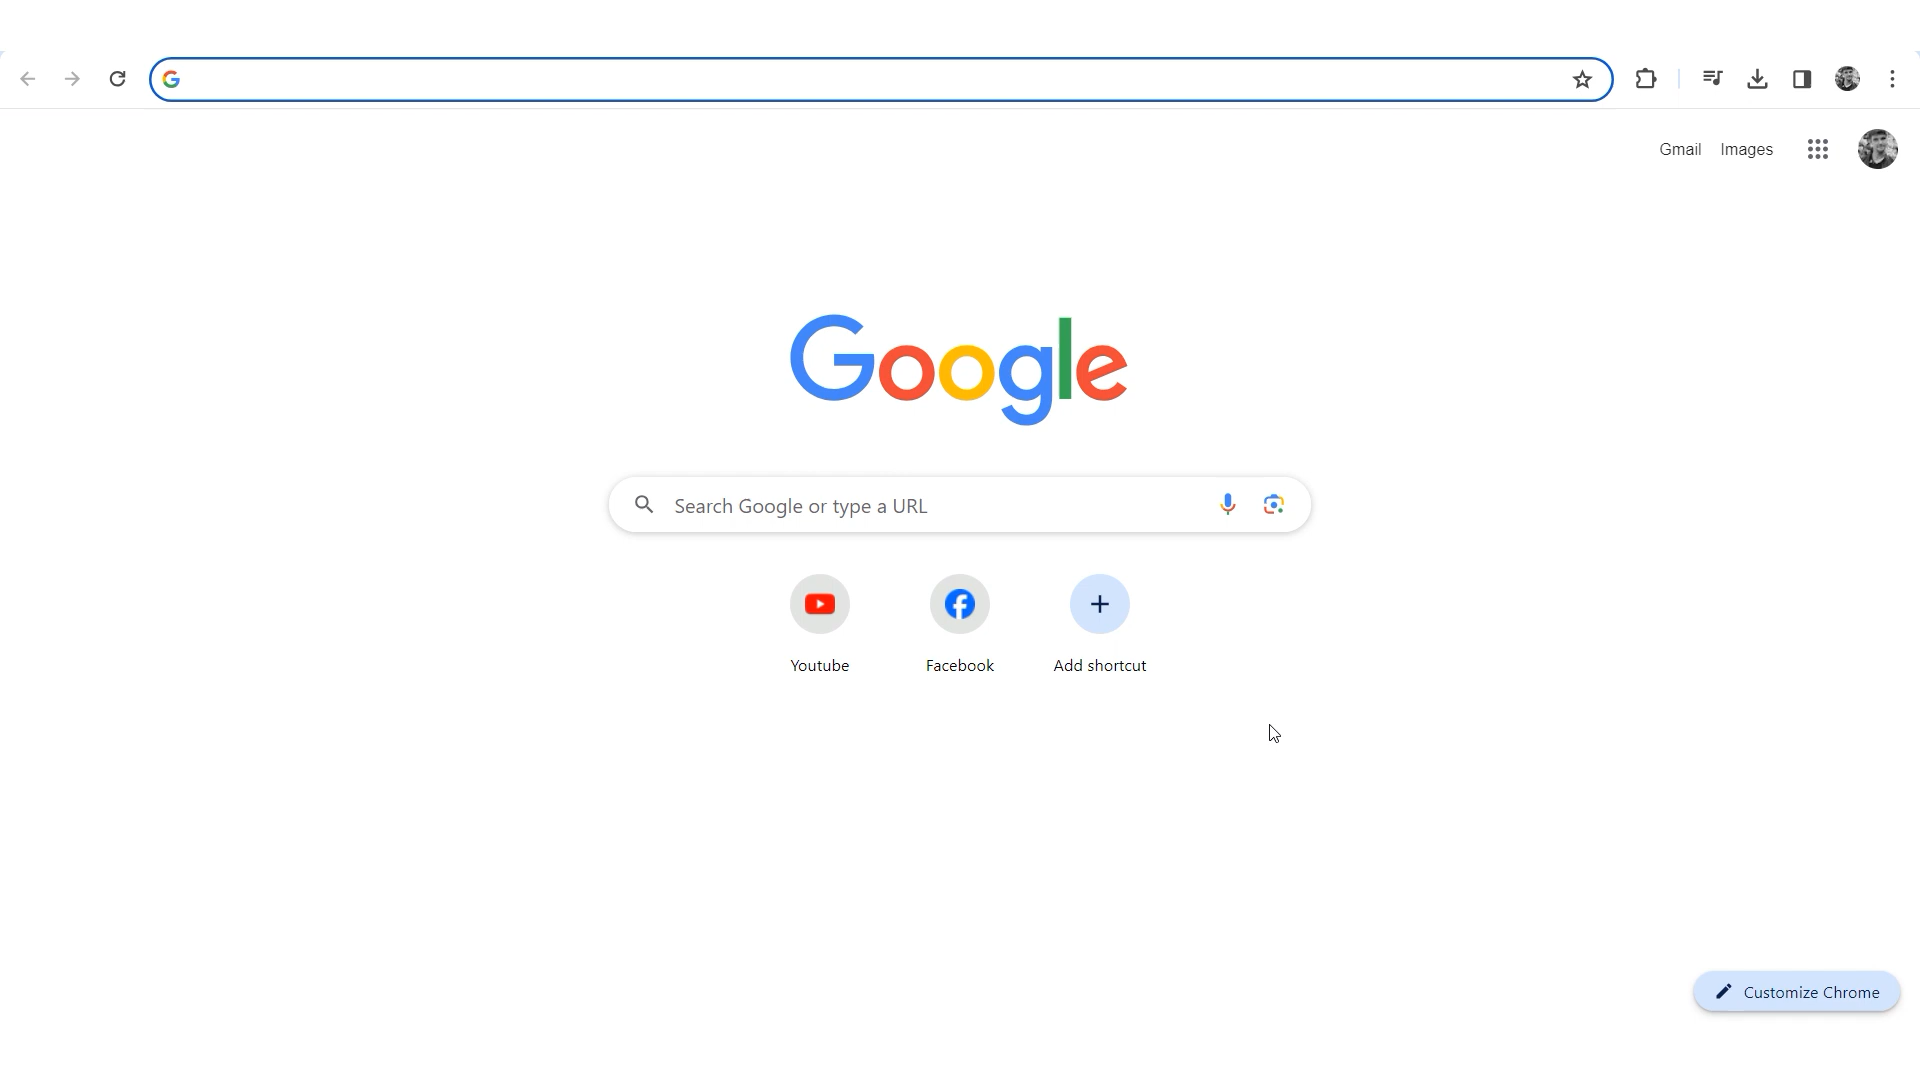 Gmail Images
Google
Search Google or type a URL
Youtube Facebook Add shortcut
Customize Chrome